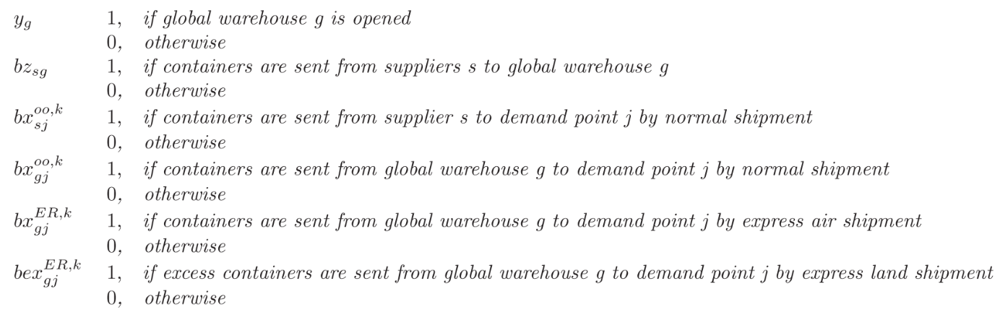 y_g 1, if global warehouse g is opened
0, otherwise
bz_{sg} 1, if containers are sent from suppliers s to global warehouse g
0, otherwise
bx_{sj}^{oo,k} 1, if containers are sent from supplier s to demand point j by normal shipment
0, otherwise
bx_{gj}^{oo,k} 1, if containers are sent from global warehouse g to demand point j by normal shipment
0, otherwise
bx_{gj}^{ER,k} 1, if containers are sent from global warehouse g to demand point j by express air shipment
0, otherwise
bex_{gj}^{ER,k} 1, if excess containers are sent from global warehouse g to demand point j by express land shipment
0, otherwise